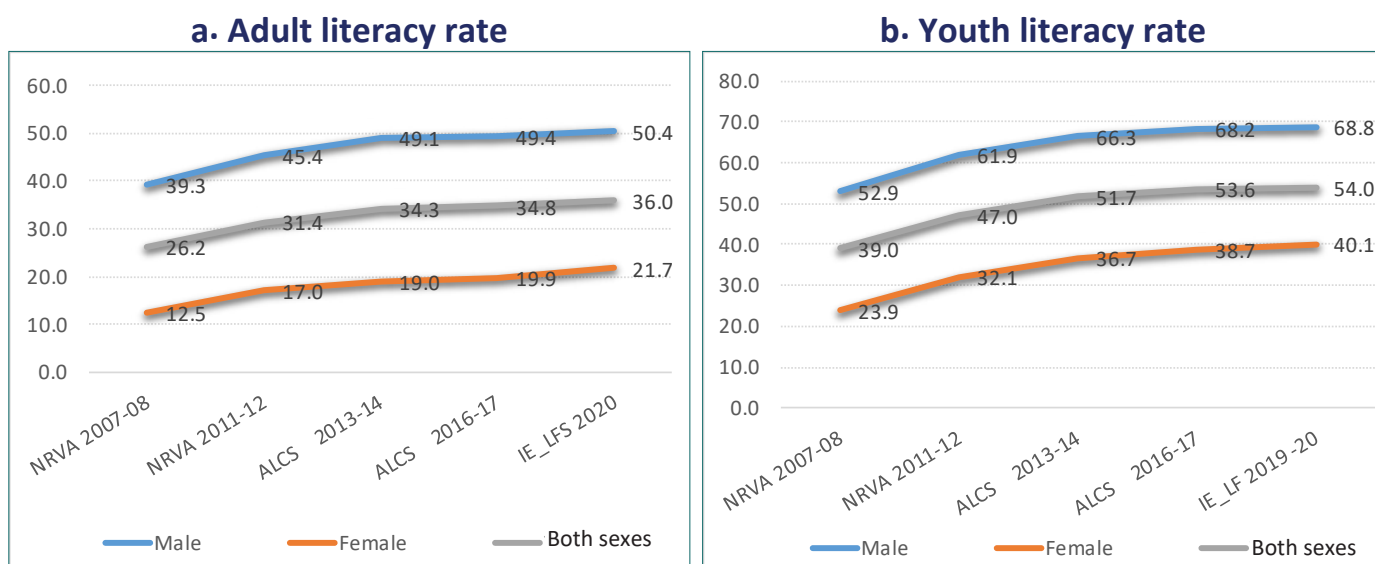 a. Adult literacy rate
60.0
50.0
40.0
30.0
20.0
10.0
0.0
39.3
45.4
49.1
49.4
50.4
26.2
31.4
34.3
34.8
36.0
12.5
17.0
19.0
19.9
21.7
NRVA 2007-08
NRVA 2011-12
ALCS 2013-14
ALCS 2016-17
IE_LFS 2020
Male
Female
Both sexes
b. Youth literacy rate
80.0
70.0
60.0
50.0
40.0
30.0
20.0
10.0
0.0
52.9
61.9
66.3
68.2
68.8
39.0
47.0
51.7
53.6
54.0
23.9
32.1
36.7
38.7
40.1
NRVA 2007-08
NRVA 2011-12
ALCS 2013-14
ALCS 2016-17
IE_LF 2019 -20
Male
Female
Both sexes